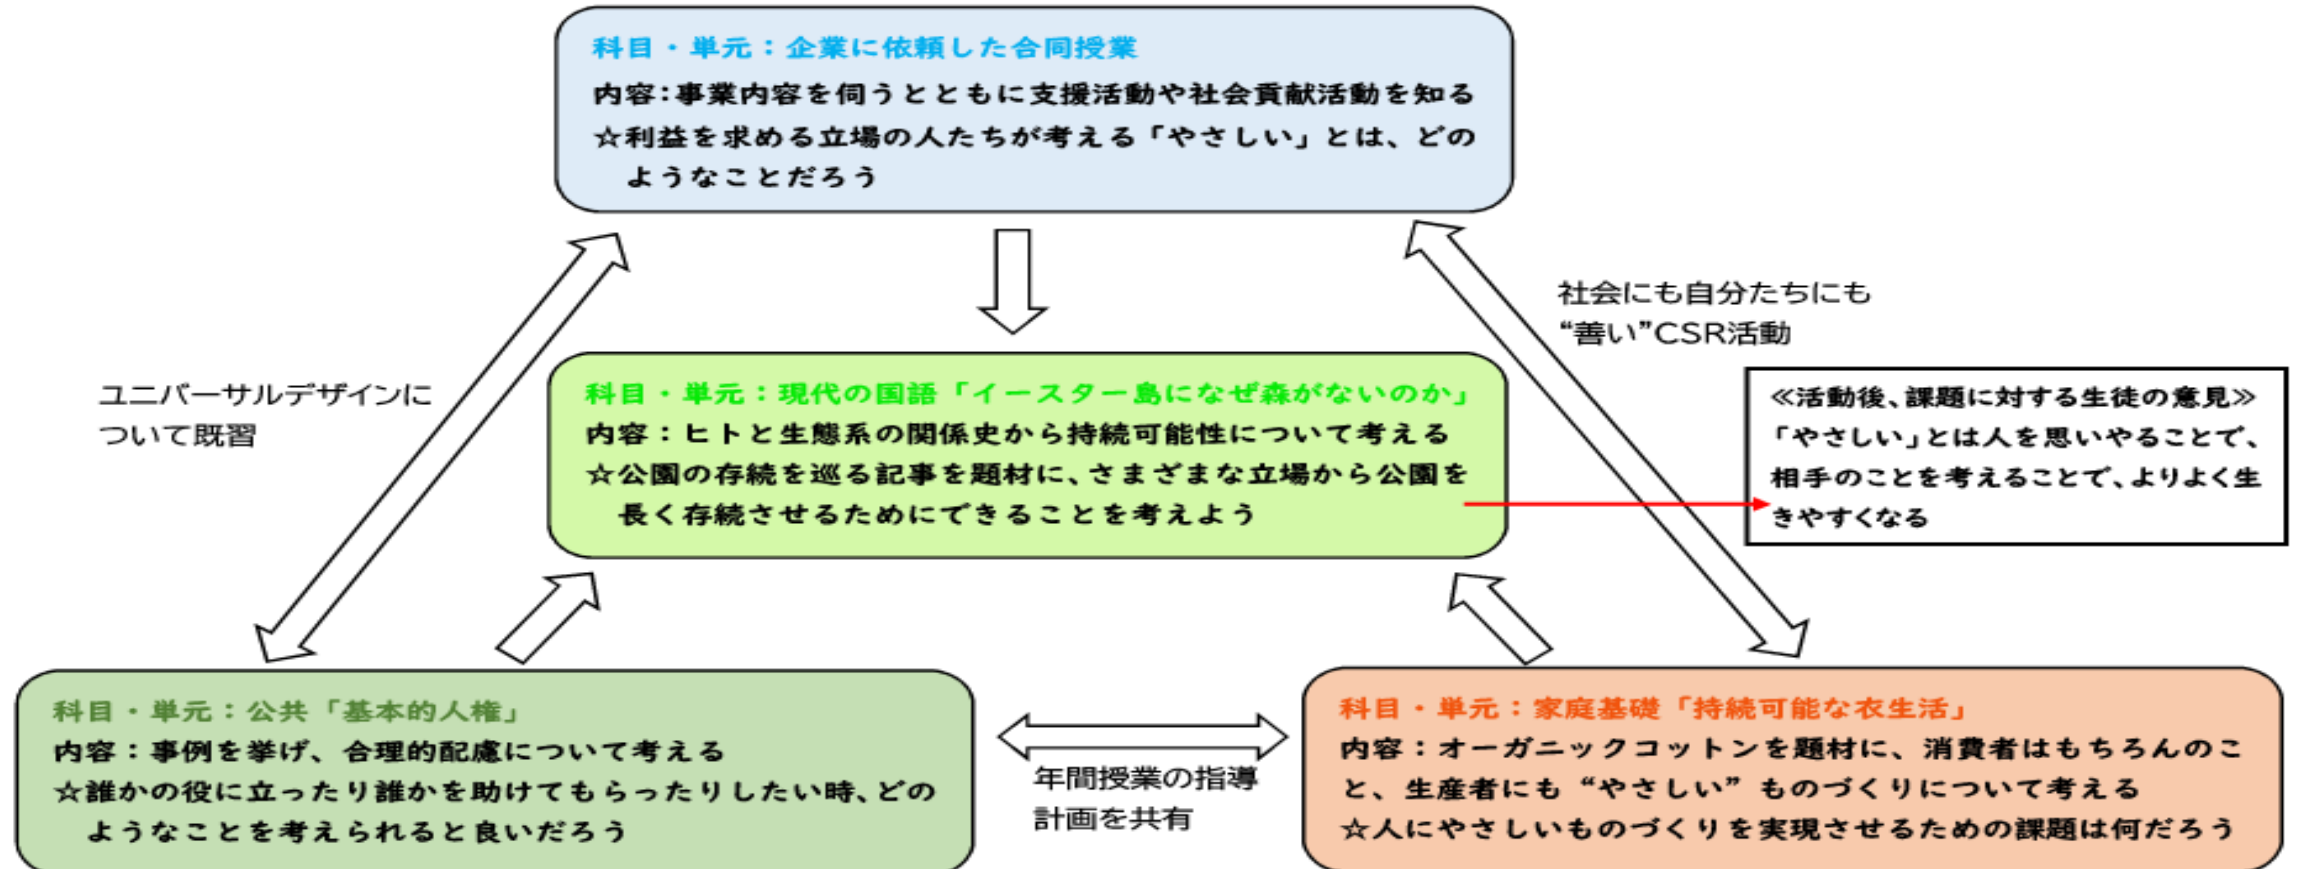 科目・単元：企業に依頼した合同授業
内容：事業内容を伺うとともに支援活動や社会貢献活動を知る
☆利益を求める立場の人たちが考える「やさしい」とは、どの
ようなことだろう
社会にも自分たちにも
“善い”CSR活動
ユニバーサルデザインに
ついて既習
科目・単元：現代の国語「イースター島になぜ森がないのか」
内容：ヒトと生態系の関係史から持続可能性について考える
☆公園の存続を巡る記事を題材に、さまざまな立場から公園を
長く存続させるためにできることを考えよう
≪活動後、課題に対する生徒の意見≫
「やさしい」とは人を思いやることで、
相手のことを考えることで、よりよく生
きやすくなる
科目・単元：公共「基本的人権」
内容：事例を挙げ、合理的配慮について考える
☆誰かの役に立ったり誰かを助けてもらったりしたい時、どの
ようなことを考えられると良いだろう
年間授業の指導
計画を共有
科目・単元：家庭基礎「持続可能な衣生活」
内容：オーガニックコットンを題材に、消費者はもちろんのこ
と、生産者にも“やさしい”ものづくりについて考える
☆人にやさしいものづくりを実現させるための課題は何だろう